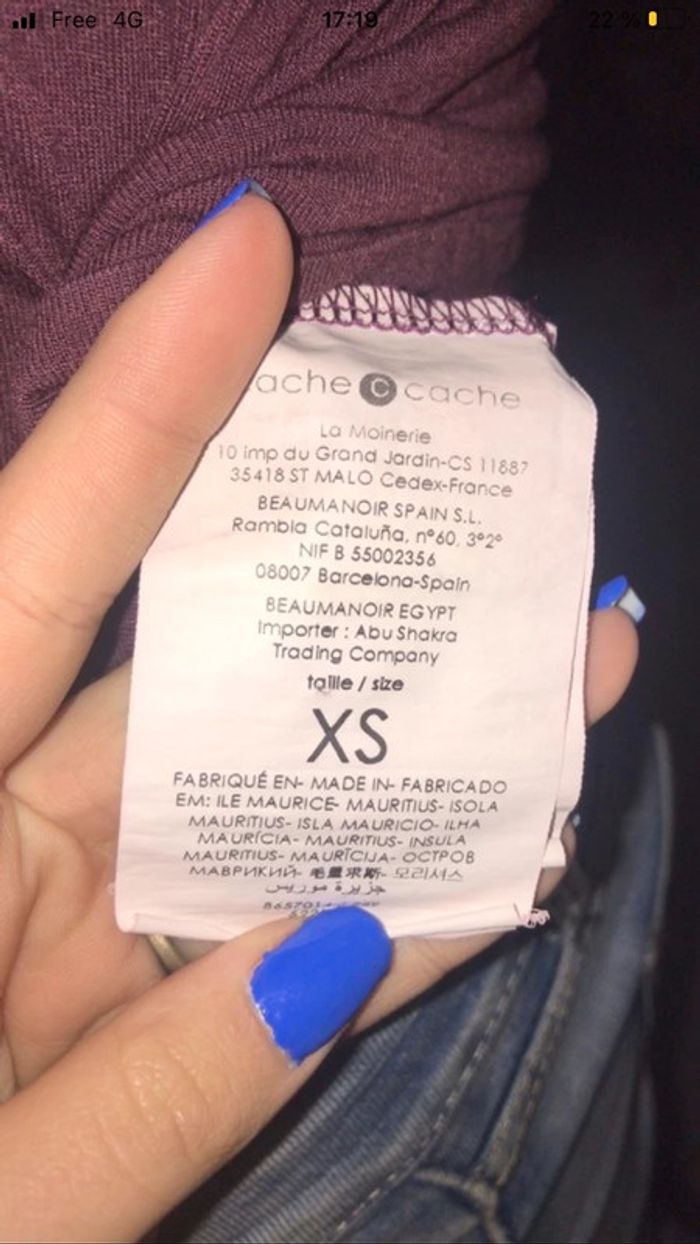 Free 4G 17:19 22 %
ache c cache
La Moinerie
10 imp du Grand Jardin-CS 11887
35418 ST MALO Cedex-France
BEAUMANOIR SPAIN S.L.
Rambla Cataluña, nº60, 3º2º
NIF B 55002356
08007 Barcelona-Spain
BEAUMANOIR EGYPT
Importer : Abu Shakra
Trading Company
taille / size
XS
FABRIQUÉ EN- MADE IN- FABRICADO
EM: ILE MAURICE- MAURITIUS- ISOLA
MAURITIUS- ISLA MAURICIO- ILHA
MAURÍCIA- MAURITIUS- INSULA
MAURITIUS- MAURĪCIJA- ОСТРОВ
МАВРИКИЙ- 毛里求斯- 모리셔스
جزيرة موريس